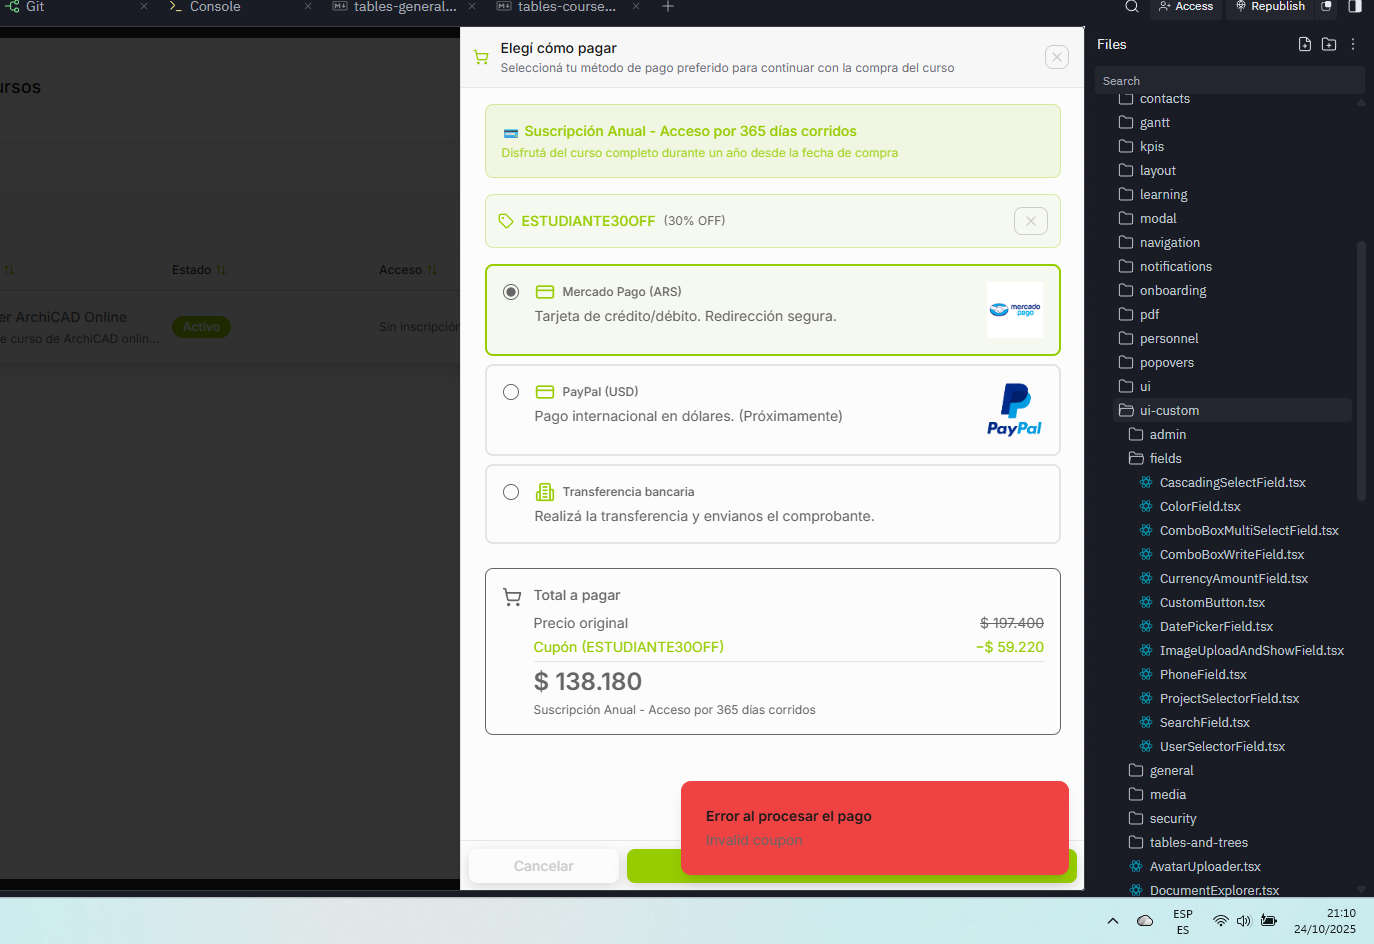 Git
Console
tables-general...
tables-course...
Access
Republish
Elegí cómo pagar
Seleccioná tu método de pago preferido para continuar con la compra del curso
ursos
Suscripción Anual - Acceso por 365 días corridos
Disfrutá del curso completo durante un año desde la fecha de compra
ESTUDIANTE30OFF (30% OFF)
Estado
Acceso
er ArchiCAD Online
e curso de ArchiCAD onlin...
Activo
Sin inscripción
Mercado Pago (ARS)
Tarjeta de crédito/débito. Redirección segura.
mercado
pago
PayPal (USD)
Pago internacional en dólares. (Próximamente)
PayPal
Transferencia bancaria
Realizá la transferencia y envianos el comprobante.
Total a pagar
Precio original $ 197.400
Cupón (ESTUDIANTE30OFF) −$ 59.220
$ 138.180
Suscripción Anual - Acceso por 365 días corridos
Error al procesar el pago
Invalid coupon
Cancelar
Files
Search
contacts
gantt
kpis
layout
learning
modal
navigation
notifications
onboarding
pdf
personnel
popovers
ui
ui-custom
admin
fields
CascadingSelectField.tsx
ColorField.tsx
ComboBoxMultiSelectField.tsx
ComboBoxWriteField.tsx
CurrencyAmountField.tsx
CustomButton.tsx
DatePickerField.tsx
ImageUploadAndShowField.tsx
PhoneField.tsx
ProjectSelectorField.tsx
SearchField.tsx
UserSelectorField.tsx
general
media
security
tables-and-trees
AvatarUploader.tsx
DocumentExplorer.tsx
ESP
ES
21:10
24/10/2025